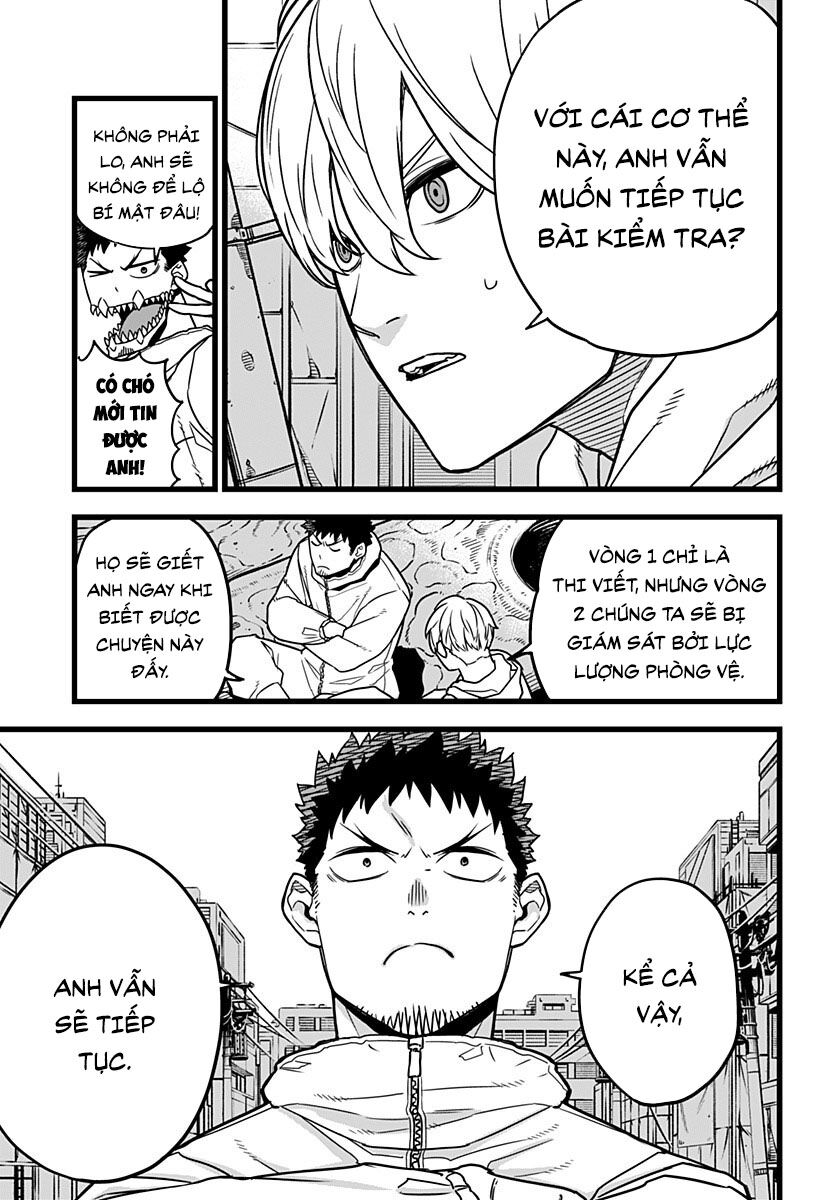 VỚI CÁI CƠ THỂ
NÀY, ANH VẪN
MUỐN TIẾP TỤC
BÀI KIỂM TRA?
KHÔNG PHẢI
LO, ANH SẼ
KHÔNG ĐỂ LỘ
BÍ MẬT ĐÂU!
CÓ CHÓ
MỚI TIN
ĐƯỢC
ANH!
VÒNG 1 CHỈ LÀ
THI VIẾT, NHƯNG VÒNG
2 CHÚNG TA SẼ BỊ
GIÁM SÁT BỞI LỰC
LƯỢNG PHÒNG VỆ.
HỌ SẼ GIẾT
ANH NGAY KHI
BIẾT ĐƯỢC
CHUYỆN NÀY
ĐẤY.
KỂ CẢ
VẬY,
ANH VẪN
SẼ TIẾP
TỤC.